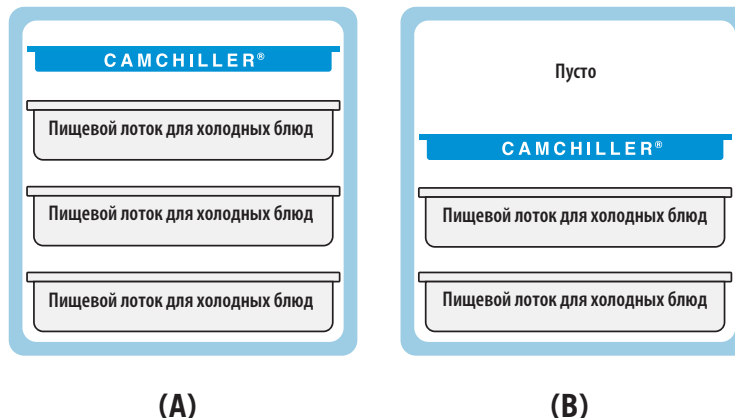 CAMCHILLER®
Пищевой лоток для холодных блюд
Пищевой лоток для холодных блюд
Пищевой лоток для холодных блюд
(A)
Пусто
CAMCHILLER®
Пищевой лоток для холодных блюд
Пищевой лоток для холодных блюд
(B)